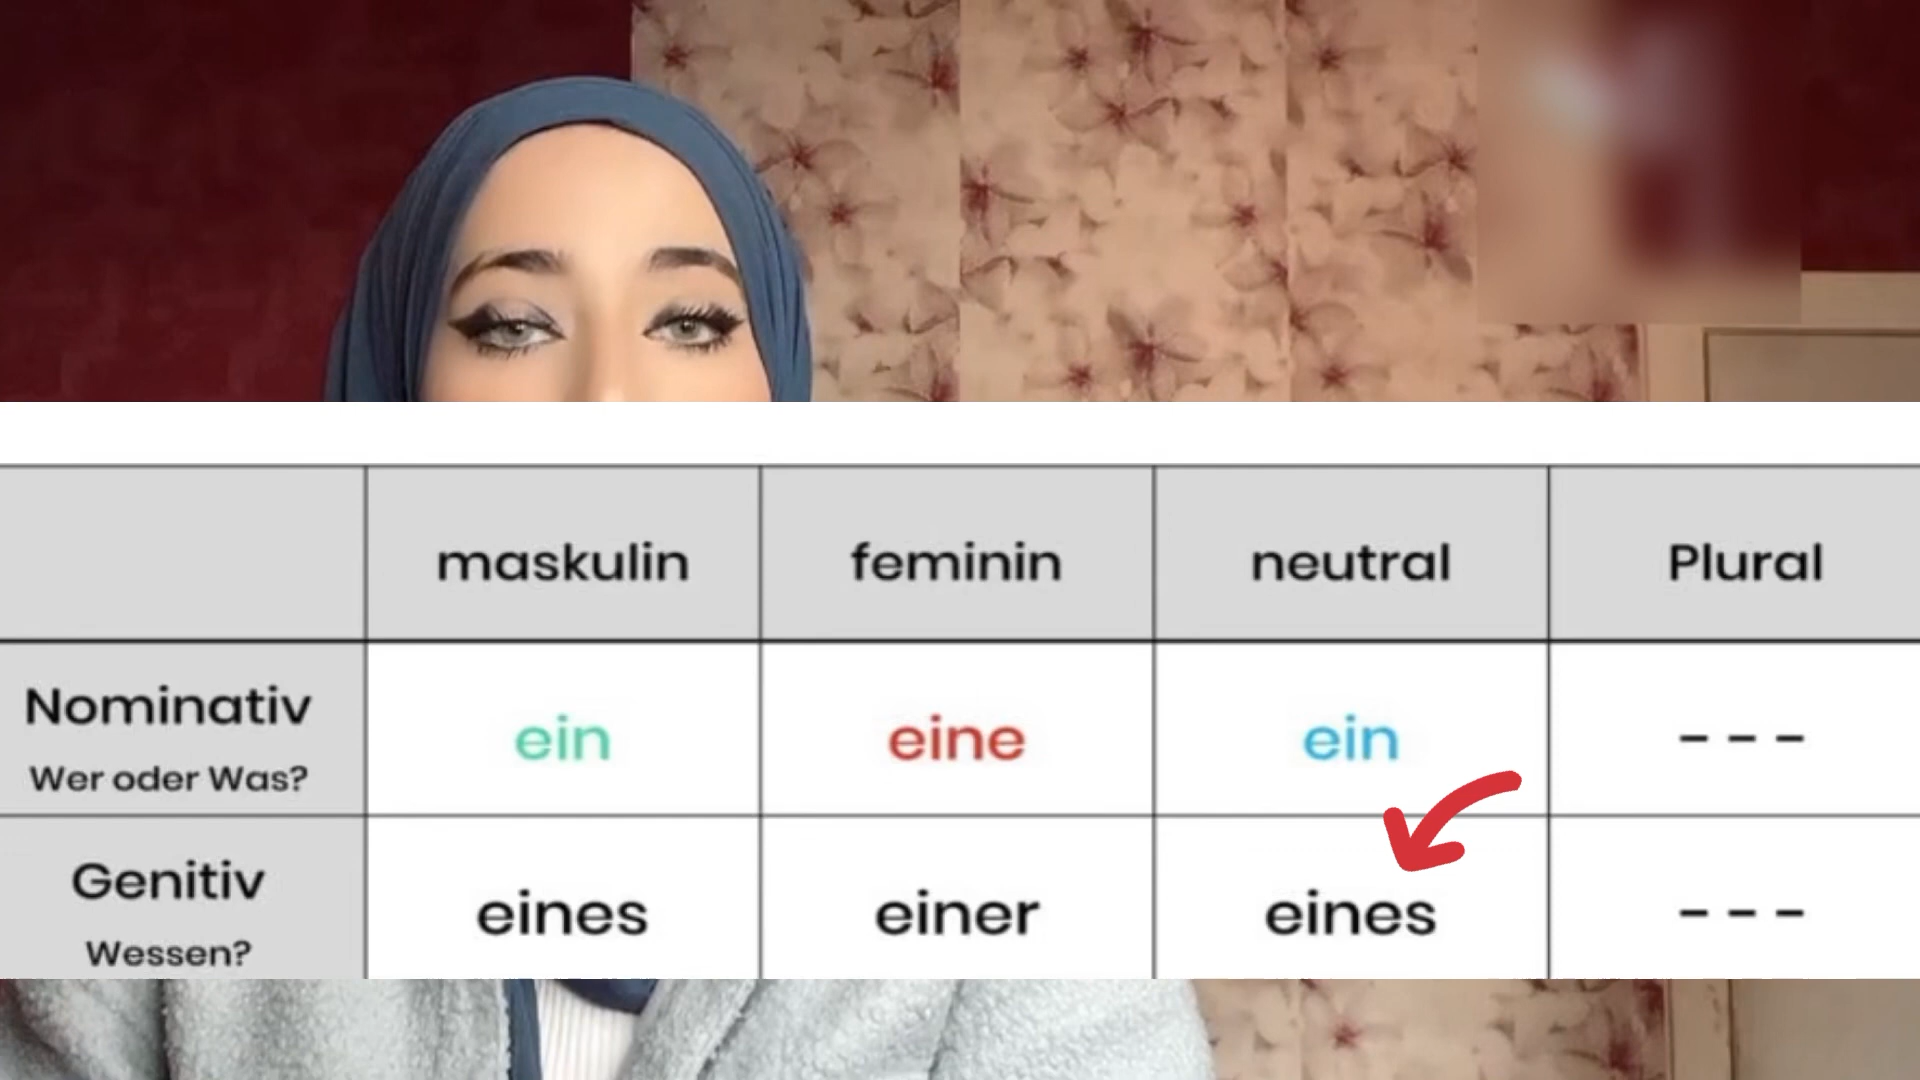 maskulin feminin neutral Plural
Nominativ
Wer oder Was?
ein eine ein ---
Genitiv
Wessen?
eines einer eines ---